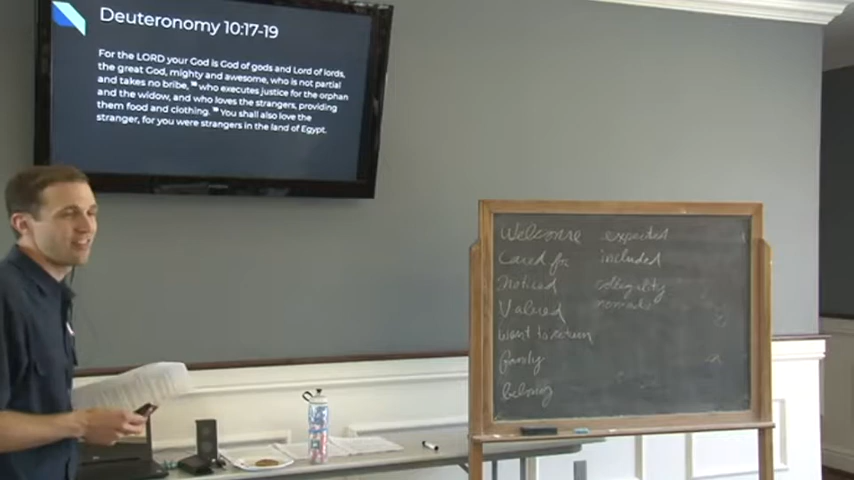 Deuteronomy 10:17-19
For the LORD your God is God of gods and Lord of lords,
the great God, mighty and awesome, who is not partial
and takes no bribe, 18 who executes justice for the orphan
and the widow, and who loves the strangers, providing
them food and clothing. 19 You shall also love the
stranger, for you were strangers in the land of Egypt.
Welcome
Cared for
Noticed
Valued
Want to return
family
belong
expected
included
collegiality